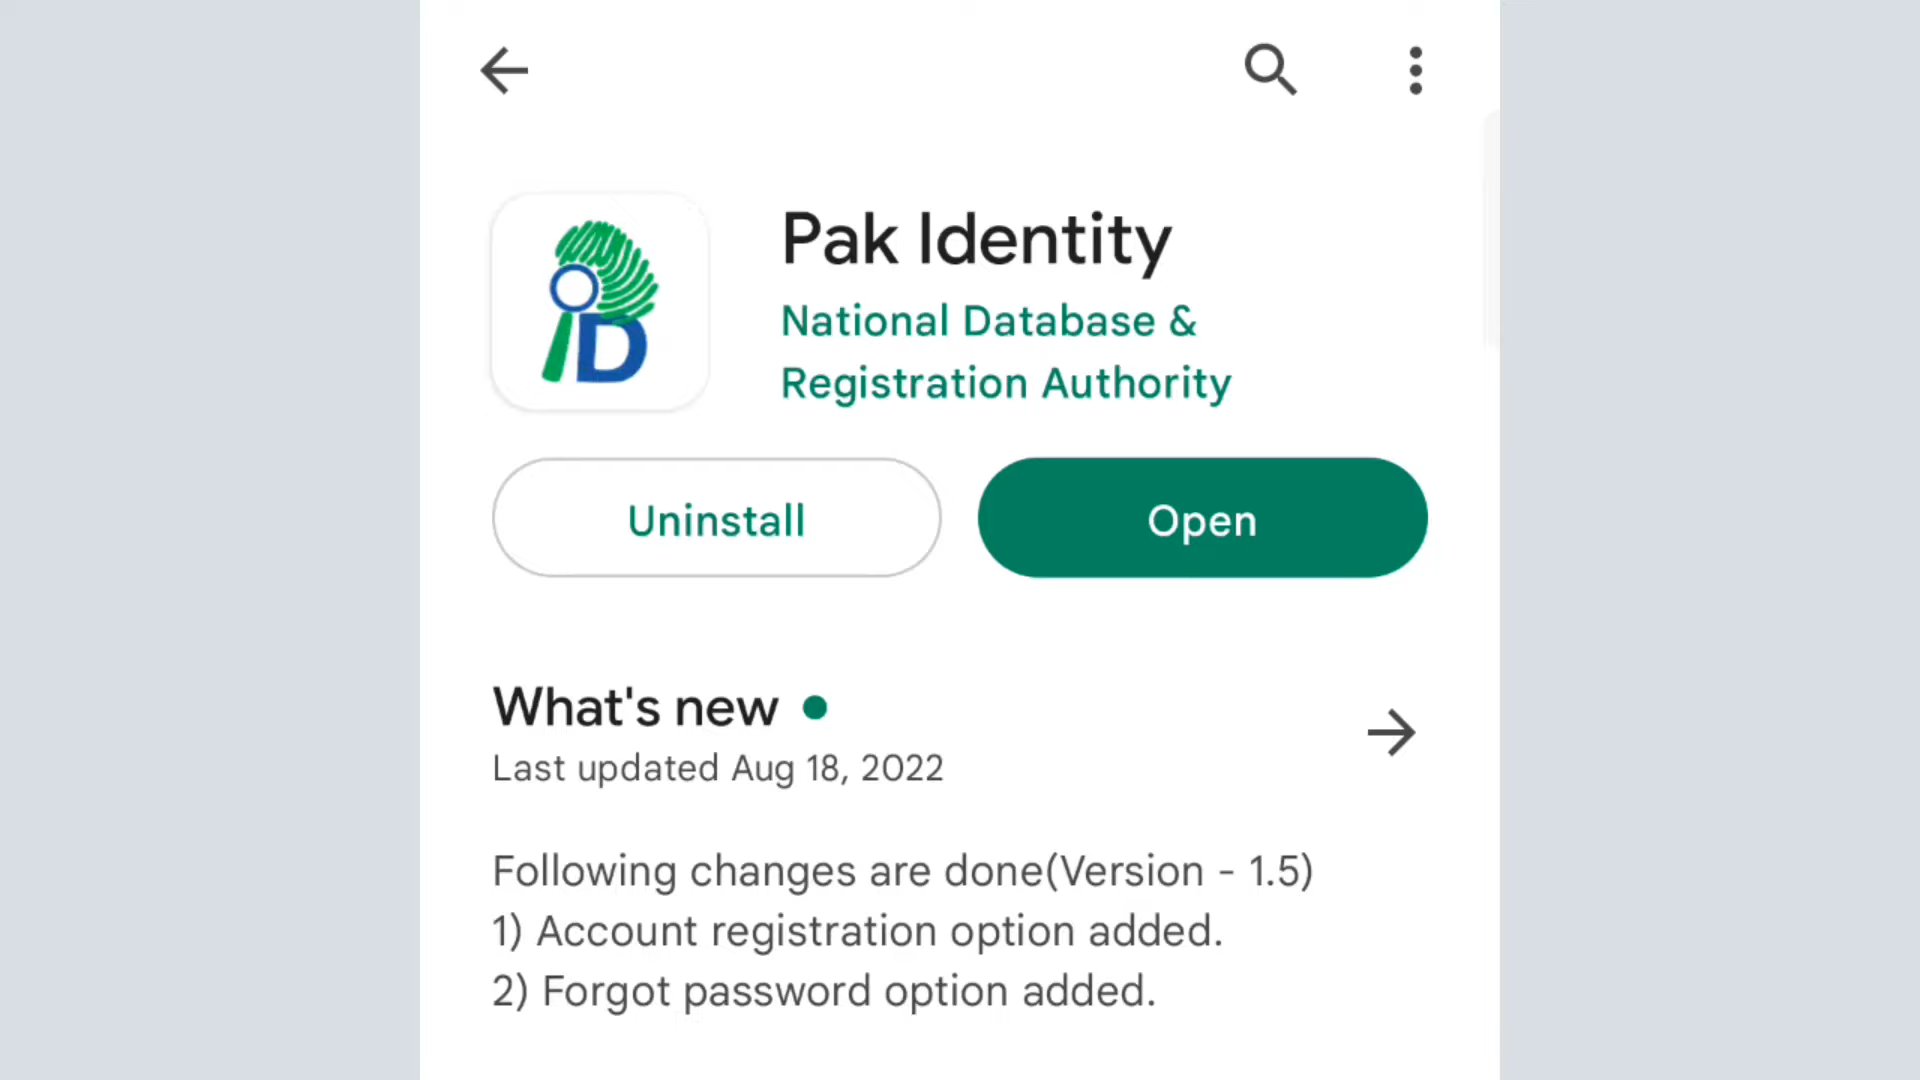 iD
Pak Identity
National Database &
Registration Authority
Uninstall
Open
What's new
Last updated Aug 18, 2022
Following changes are done(Version - 1.5)
1) Account registration option added.
2) Forgot password option added.